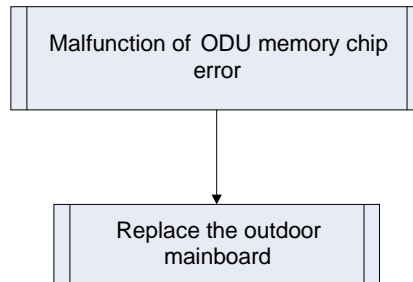 Malfunction of ODU memory chip
error
Replace the outdoor
mainboard